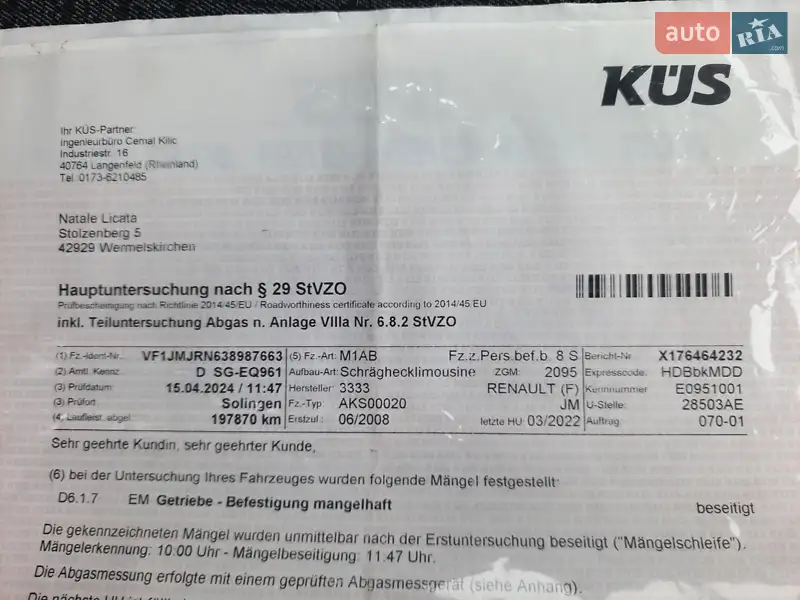 auto RIA .com
KÜS
Ihr KÜS-Partner:
Ingenieurbüro Cemal Kilic
Industriestr. 16
40764 Langenfeld (Rheinland)
Tel. 0173-6210485
Natale Licata
Stolzenberg 5
42929 Wermelskirchen
Hauptuntersuchung nach § 29 StVZO
Prüfbescheinigung nach Richtlinie 2014/45/EU / Roadworthiness certificate according to 2014/45 EU
inkl. Teiluntersuchung Abgas n. Anlage VIIIa Nr. 6.8.2 StVZO
(1) Fz.-Ident-Nr.: VF1JMJRN638987663 (5) Fz.-Art: M1AB Fz.z.Pers.bef.b. 8 S Bericht-Nr X176464232
(2) Amtl. Kennz. D SG-EQ961 Aufbau-Art: Schräghecklimousine ZGM: 2095 Expresscode: HDBbkMDD
(3) Prüfdatum 15.04.2024 / 11:47 Hersteller: 3333 RENAULT (F) Kennnummer E0951001
(3) Prüfort Solingen Fz.-Typ: AKS00020 JM U-Stelle: 28503AE
(4) Laufleist. abgel. 197870 km Erstzul.: 06/2008 letzte HU: 03/2022 Auftrag: 070-01
Sehr geehrte Kundin, sehr geehrter Kunde,
(6) bei der Untersuchung Ihres Fahrzeuges wurden folgende Mängel festgestellt:
D6.1.7 EM Getriebe - Befestigung mangelhaft beseitigt
Die gekennzeichneten Mängel wurden unmittelbar nach der Erstuntersuchung beseitigt ("Mängelschleife").
Mängelerkennung: 10:00 Uhr - Mängelbeseitigung: 11:47 Uhr.
Die Abgasmessung erfolgte mit einem geprüften Abgasmessgerät (siehe Anhang).
Die nächste HU ist